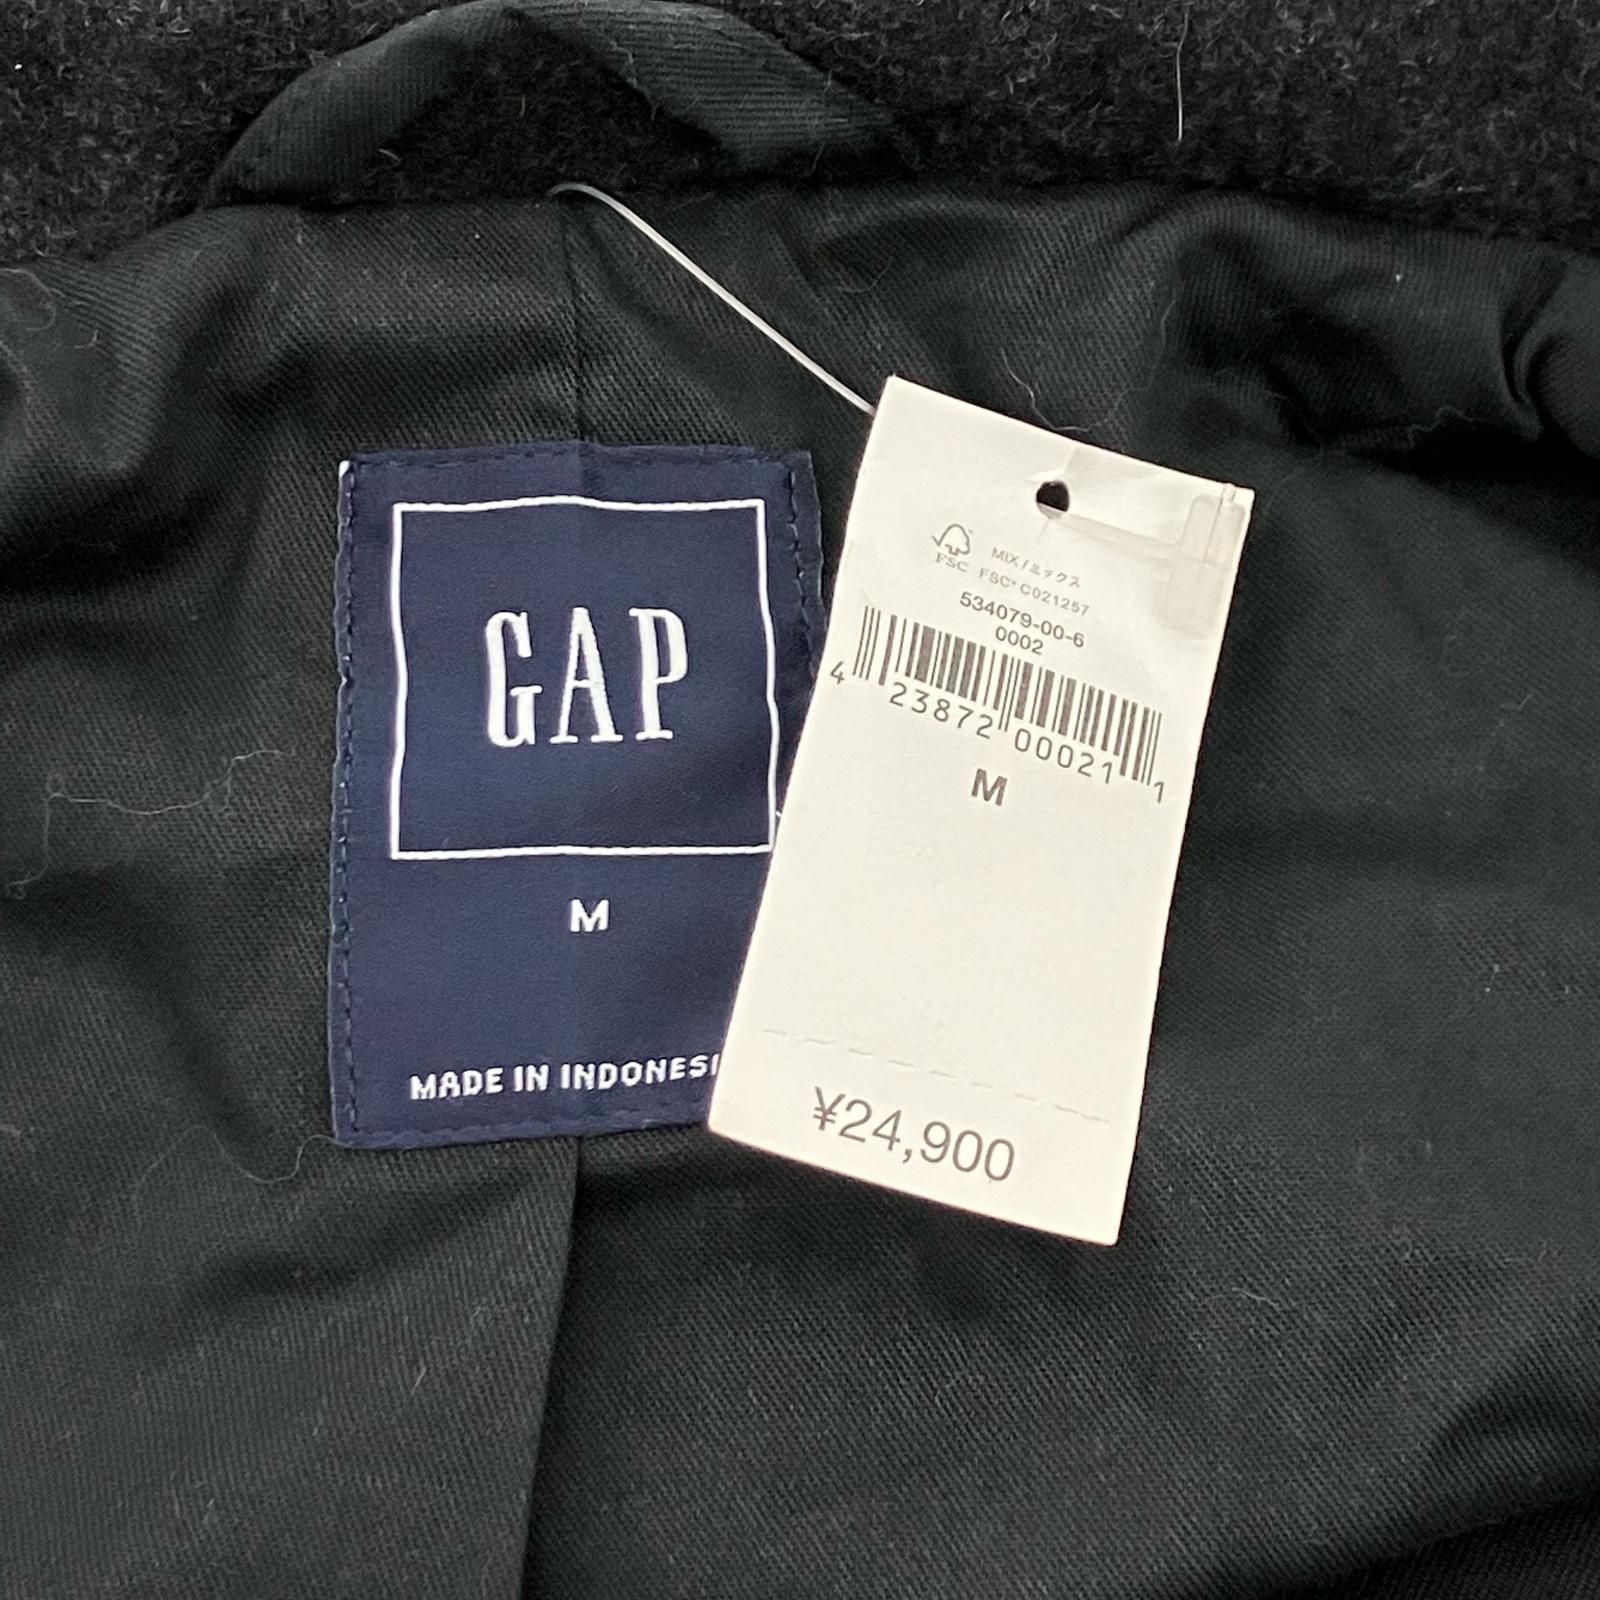 GAP
M
MADE IN INDONESI
FSC
MIX / ミックス
FSC® C021257
534079-00-6
0002
4 23872 00021 1
M
¥24,900